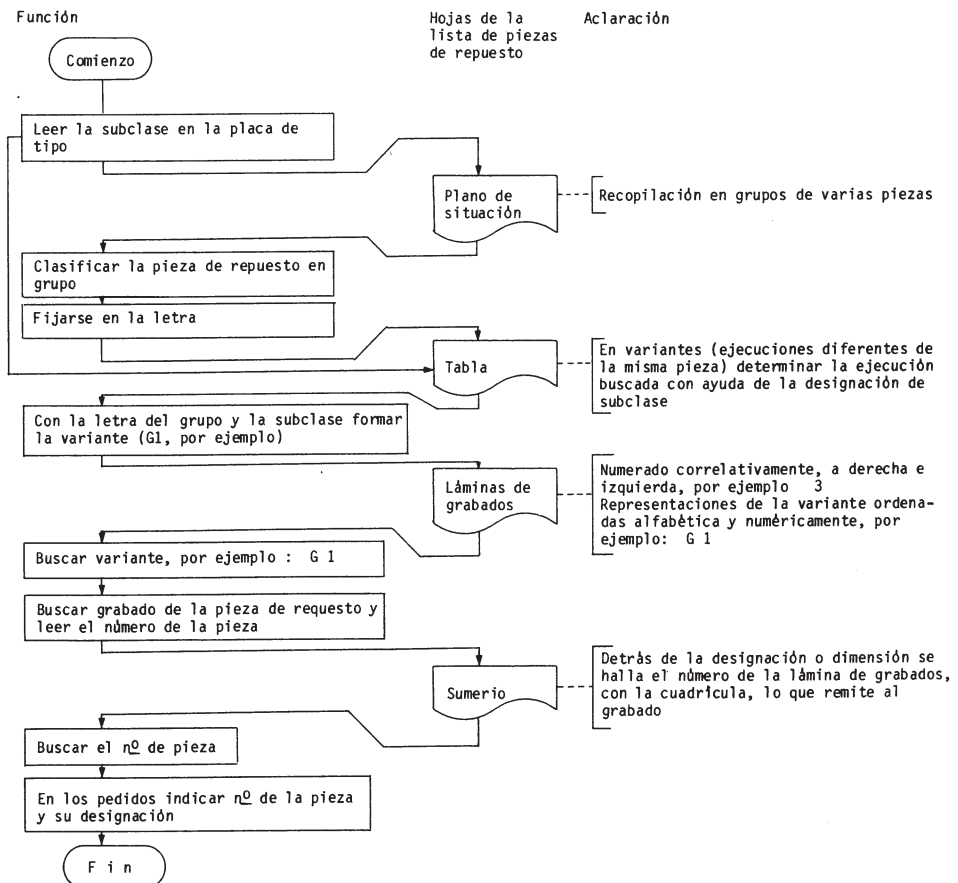 Función
Hojas de la
lista de piezas
de repuesto
Aclaración
Comienzo
Leer la subclase en la placa de
tipo
Plano de
situación
Recopilación en grupos de varias piezas
Clasificar la pieza de repuesto en
grupo
Fijarse en la letra
Tabla
En variantes (ejecuciones diferentes de
la misma pieza) determinar la ejecución
buscada con ayuda de la designación de
subclase
Con la letra del grupo y la subclase formar
la variante (G1, por ejemplo)
Láminas de
grabados
Numerado correlativamente, a derecha e
izquierda, por ejemplo 3
Representaciones de la variante ordena-
das alfabética y numéricamente, por
ejemplo: G 1
Buscar variante, por ejemplo : G 1
Buscar grabado de la pieza de requesto y
leer el número de la pieza
Sumerio
Detrás de la designación o dimensión se
halla el número de la lámina de grabados,
con la cuadrícula, lo que remite al
grabado
Buscar el nº de pieza
En los pedidos indicar nº de la pieza
y su designación
F i n